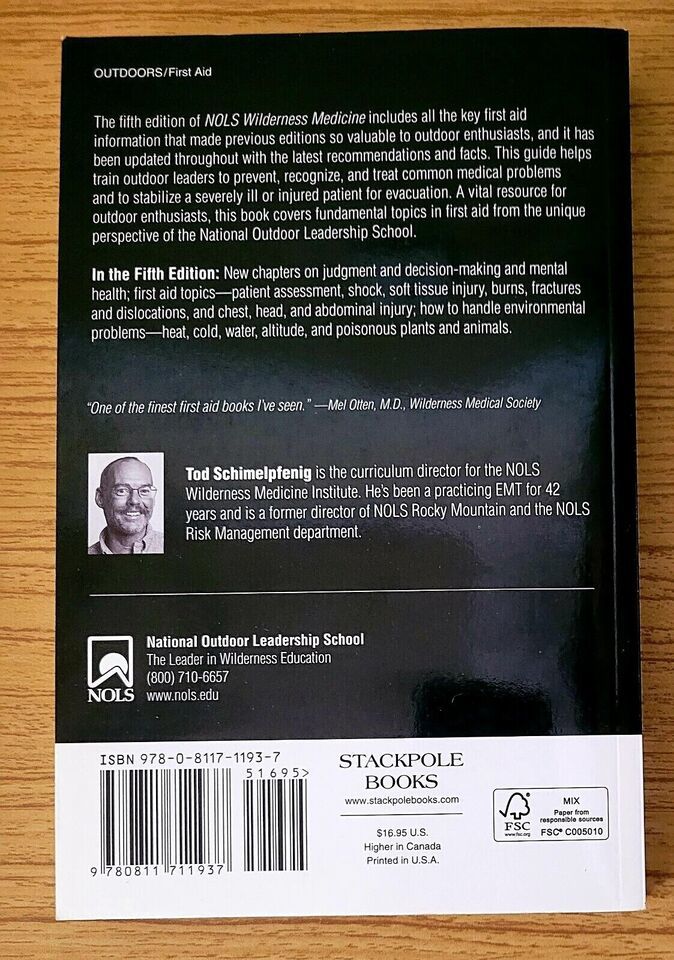 OUTDOORS/First Aid
The fifth edition of NOLS Wilderness Medicine includes all the key first aid
information that made previous editions so valuable to outdoor enthusiasts, and it has
been updated throughout with the latest recommendations and facts. This guide helps
train outdoor leaders to prevent, recognize, and treat common medical problems
and to stabilize a severely ill or injured patient for evacuation. A vital resource for
outdoor enthusiasts, this book covers fundamental topics in first aid from the unique
perspective of the National Outdoor Leadership School.
In the Fifth Edition: New chapters on judgment and decision-making and mental
health; first aid topics—patient assessment, shock, soft tissue injury, burns, fractures
and dislocations, and chest, head, and abdominal injury; how to handle environmental
problems—heat, cold, water, altitude, and poisonous plants and animals.
"One of the finest first aid books I've seen." —Mel Otten, M.D., Wilderness Medical Society
Tod Schimelpfenig is the curriculum director for the NOLS
Wilderness Medicine Institute. He's been a practicing EMT for 42
years and is a former director of NOLS Rocky Mountain and the NOLS
Risk Management department.
NOLS
National Outdoor Leadership School
The Leader in Wilderness Education
(800) 710-6657
www.nols.edu
ISBN 978-0-8117-1193-7
51695>
9 780811 711937
STACKPOLE
BOOKS
www.stackpolebooks.com
$16.95 U.S.
Higher in Canada
Printed in U.S.A.
FSC
www.fsc.org
MIX
Paper from
responsible sources
FSC® C005010